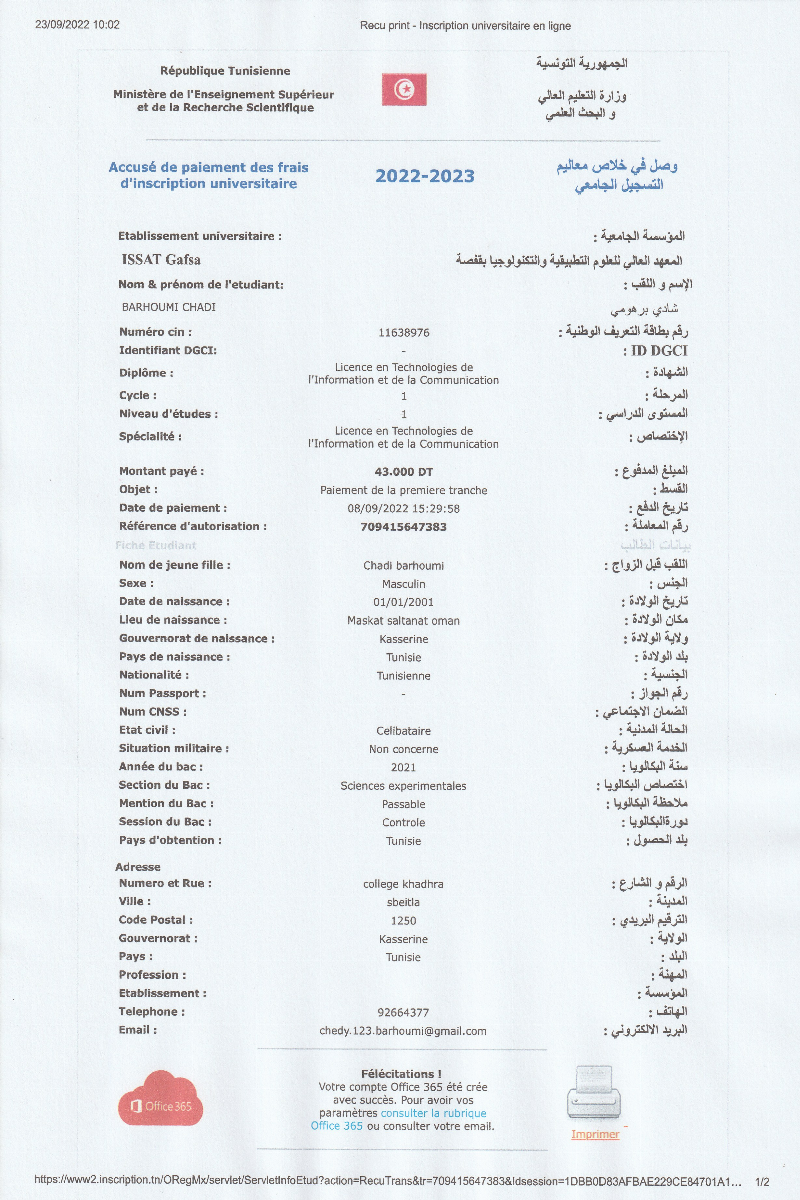 23/09/2022 10:02 Recu print - Inscription universitaire en ligne
République Tunisienne الجمهورية التونسية
Ministère de l'Enseignement Supérieur وزارة التعليم العالي
et de la Recherche Scientifique و البحث العلمي
Accusé de paiement des frais 2022-2023 وصل في خلاص معاليم
d'inscription universitaire التسجيل الجامعي
Etablissement universitaire : المؤسسة الجامعية :
ISSAT Gafsa المعهد العالي للعلوم التطبيقية والتكنولوجيا بقفصة
Nom & prénom de l'etudiant: الإسم و اللقب :
BARHOUMI CHADI شادي برهومي
Numéro cin : 11638976 رقم بطاقة التعريف الوطنية :
Identifiant DGCI: - ID DGCI :
Diplôme : Licence en Technologies de الشهادة :
l'Information et de la Communication
Cycle : 1 المرحلة :
Niveau d'études : 1 المستوى الدراسي :
Spécialité : Licence en Technologies de الإختصاص :
l'Information et de la Communication
Montant payé : 43.000 DT المبلغ المدفوع :
Objet : Paiement de la premiere tranche القسط :
Date de paiement : 08/09/2022 15:29:58 تاريخ الدفع :
Référence d'autorisation : 709415647383 رقم المعاملة :
Fiche Etudiant بيانات الطالب
Nom de jeune fille : Chadi barhoumi اللقب قبل الزواج :
Sexe : Masculin الجنس :
Date de naissance : 01/01/2001 تاريخ الولادة :
Lieu de naissance : Maskat saltanat oman مكان الولادة :
Gouvernorat de naissance : Kasserine ولاية الولادة :
Pays de naissance : Tunisie بلد الولادة :
Nationalité : Tunisienne الجنسية :
Num Passport : - رقم الجواز :
Num CNSS : الضمان الاجتماعي :
Etat civil : Celibataire الحالة المدنية :
Situation militaire : Non concerne الخدمة العسكرية :
Année du bac : 2021 سنة البكالويا :
Section du Bac : Sciences experimentales اختصاص البكالويا :
Mention du Bac : Passable ملاحظة البكالويا :
Session du Bac : Controle دورةالبكالويا :
Pays d'obtention : Tunisie بلد الحصول :
Adresse
Numero et Rue : college khadhra الرقم و الشارع :
Ville : sbeitla المدينة :
Code Postal : 1250 الترقيم البريدي :
Gouvernorat : Kasserine الولاية :
Pays : Tunisie البلد :
Profession : المهنة :
Etablissement : المؤسسة :
Telephone : 92664377 الهاتف :
Email : chedy.123.barhoumi@gmail.com البريد الالكتروني :
Félécitations !
Votre compte Office 365 été crée
avec succès. Pour avoir vos
paramètres consulter la rubrique
Office 365 ou consulter votre email.
Office 365
Imprimer
https://www2.inscription.tn/ORegMx/servlet/ServletInfoEtud?action=RecuTrans&tr=709415647383&Idsession=1DBB0D83AFBAE229CE84701A1... 1/2